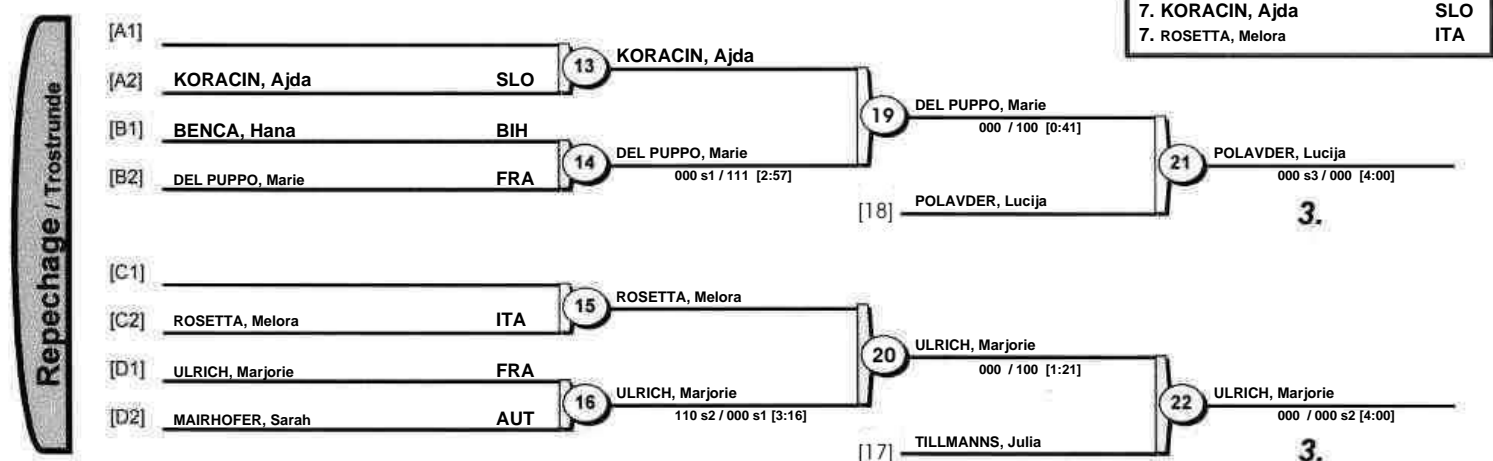 7. KORACIN, Ajda SLO
7. ROSETTA, Melora ITA
Repechage / Trostrunde
[A1]
13 KORACIN, Ajda
[A2] KORACIN, Ajda SLO
19 DEL PUPPO, Marie
000 / 100 [0:41]
[B1] BENCA, Hana BIH
14 DEL PUPPO, Marie
000 s1 / 111 [2:57]
21 POLAVDER, Lucija
000 s3 / 000 [4:00]
[B2] DEL PUPPO, Marie FRA
[18] POLAVDER, Lucija
3.
[C1]
15 ROSETTA, Melora
[C2] ROSETTA, Melora ITA
20 ULRICH, Marjorie
000 / 100 [1:21]
[D1] ULRICH, Marjorie FRA
16 ULRICH, Marjorie
110 s2 / 000 s1 [3:16]
22 ULRICH, Marjorie
000 / 000 s2 [4:00]
[D2] MAIRHOFER, Sarah AUT
[17] TILLMANNS, Julia
3.